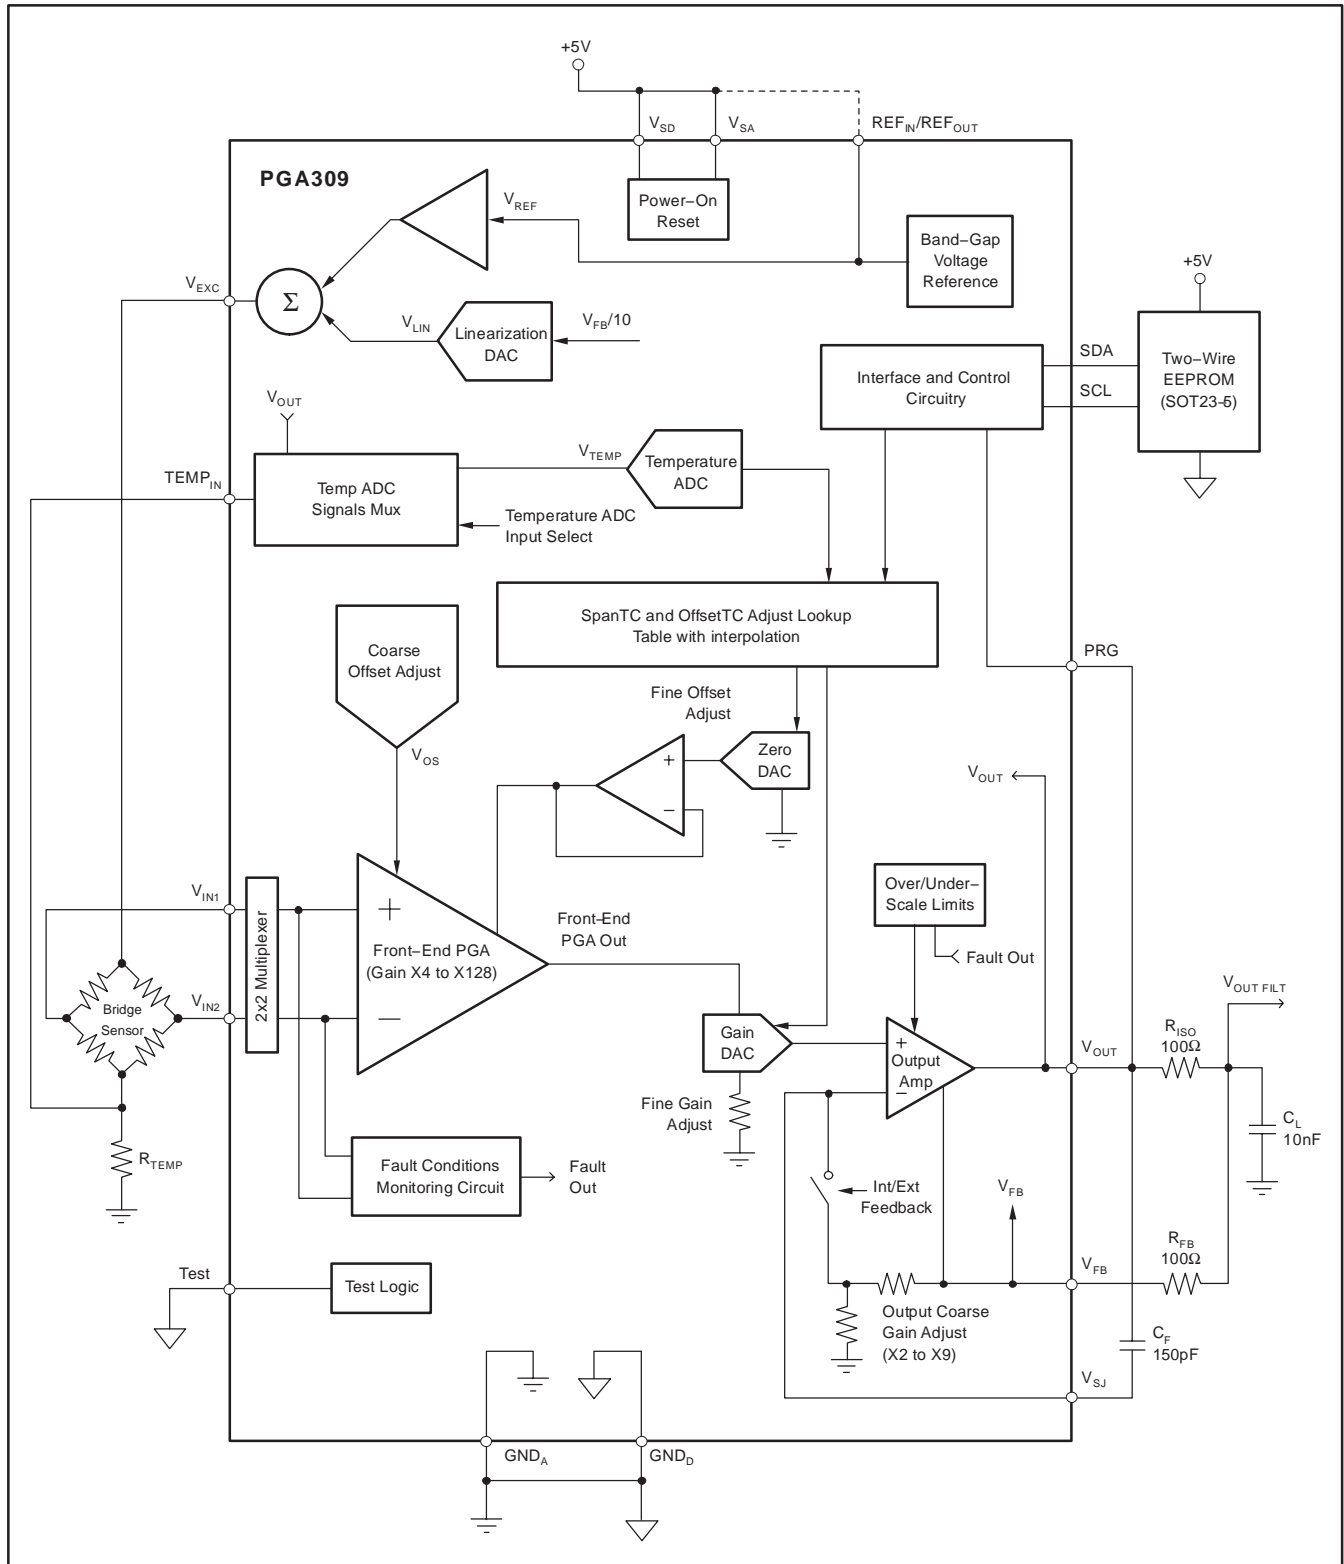 +5V
V_SD
V_SA
REF_IN/REF_OUT
PGA309
Power–On
Reset
V_REF
Band–Gap
Voltage
Reference
V_EXC
Σ
V_LIN
Linearization
DAC
V_FB/10
+5V
Interface and Control
Circuitry
SDA
SCL
Two–Wire
EEPROM
(SOT23-5)
V_OUT
TEMP_IN
Temp ADC
Signals Mux
V_TEMP
Temperature
ADC
Temperature ADC
Input Select
SpanTC and OffsetTC Adjust Lookup
Table with interpolation
Coarse
Offset Adjust
V_OS
Fine Offset
Adjust
+
−
Zero
DAC
PRG
V_OUT
V_IN1
V_IN2
2x2 Multiplexer
+
−
Front–End PGA
(Gain X4 to X128)
Front–End
PGA Out
Over/Under–
Scale Limits
Fault Out
Bridge
Sensor
Gain
DAC
+
Output
Amp
−
V_OUT
R_ISO
100Ω
V_OUT FILT
C_L
10nF
Fine Gain
Adjust
R_TEMP
Fault Conditions
Monitoring Circuit
Fault
Out
Int/Ext
Feedback
V_FB
V_FB
R_FB
100Ω
Test
Test Logic
Output Coarse
Gain Adjust
(X2 to X9)
C_F
150pF
V_SJ
GND_A
GND_D